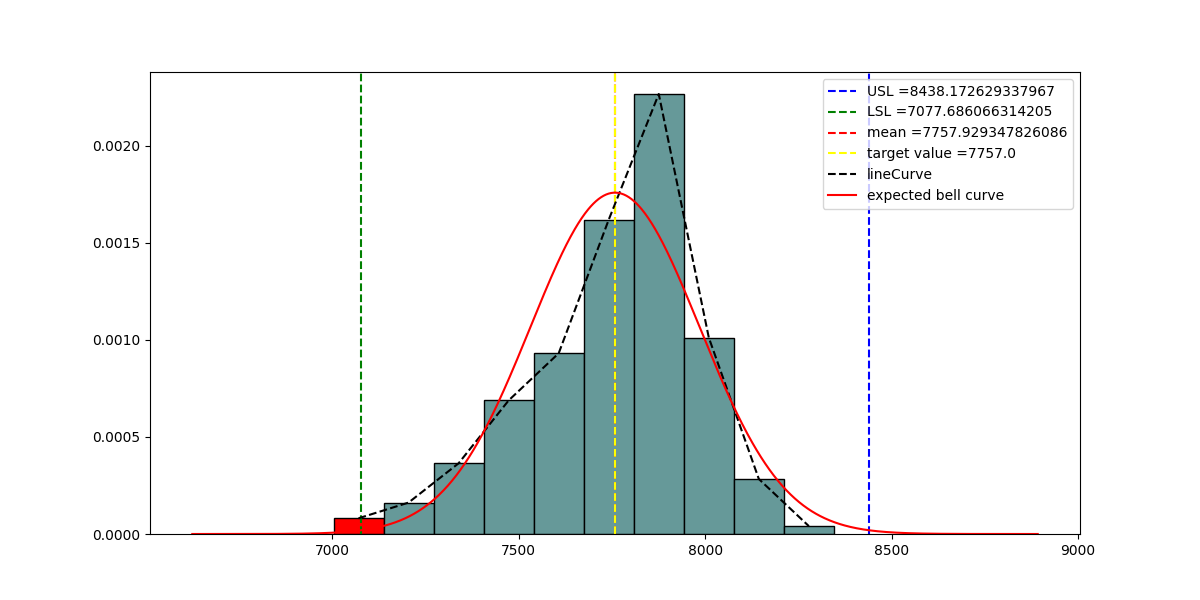 USL =8438.172629337967
LSL =7077.686066314205
mean =7757.929347826086
target value =7757.0
lineCurve
expected bell curve
0.0020
0.0015
0.0010
0.0005
0.0000
7000 7500 8000 8500 9000